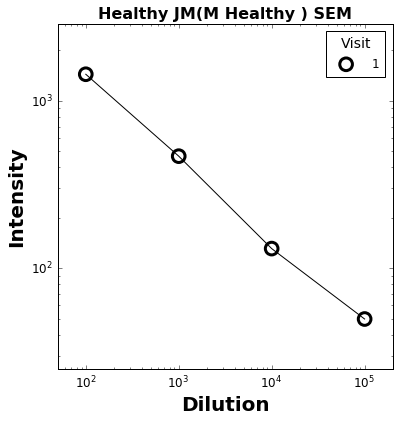 Healthy JM(M Healthy ) SEM
Visit
1
Intensity
10³
10²
10² 10³ 10⁴ 10⁵
Dilution